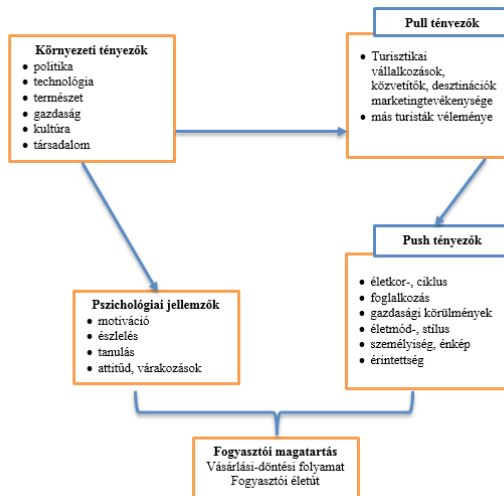 Környezeti tényezők
• politika
• technológia
• természet
• gazdaság
• kultúra
• társadalom
Pull tényezők
• Turisztikai
vállalkozások,
közvetítők, desztinációk
marketingtevékenysége
• más turisták véleménye
Push tényezők
• életkor-, ciklus
• foglalkozás
• gazdasági körülmények
• életmód-, stílus
• személyiség, énkép
• érintettség
Pszichológiai jellemzők
• motiváció
• észlelés
• tanulás
• attitűd, várakozások
Fogyasztói magatartás
Vásárlási-döntési folyamat
Fogyasztói életút